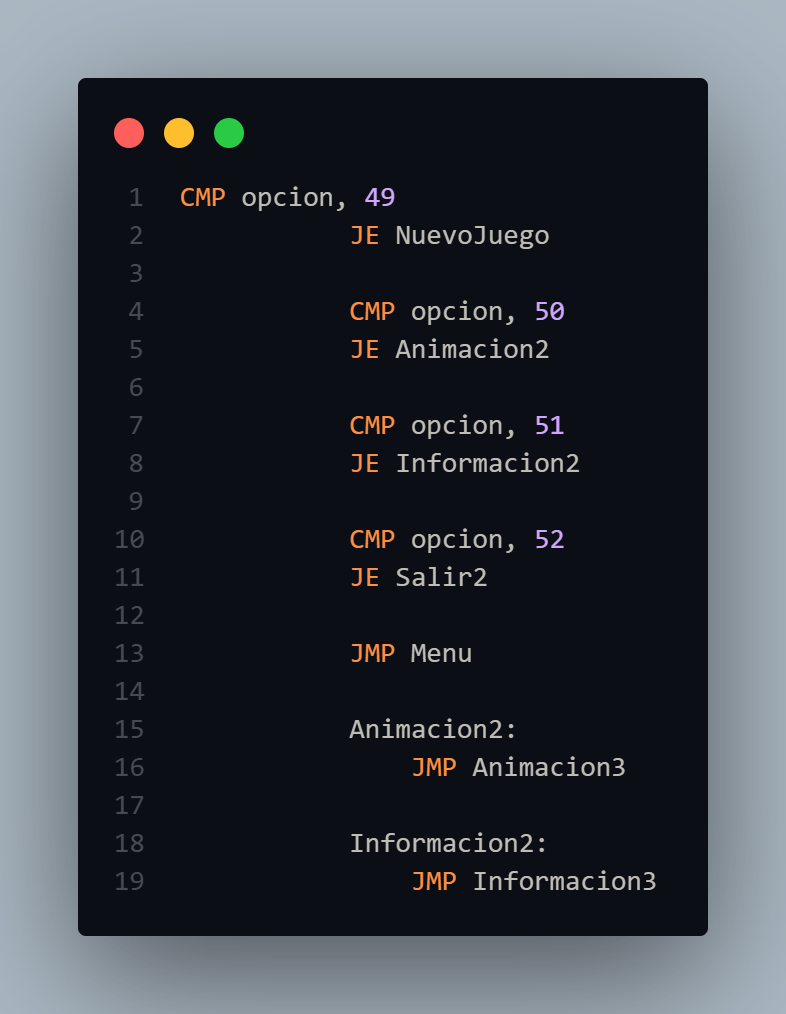 1 CMP opcion, 49
2 JE NuevoJuego
3
4 CMP opcion, 50
5 JE Animacion2
6
7 CMP opcion, 51
8 JE Informacion2
9
10 CMP opcion, 52
11 JE Salir2
12
13 JMP Menu
14
15 Animacion2:
16 JMP Animacion3
17
18 Informacion2:
19 JMP Informacion3